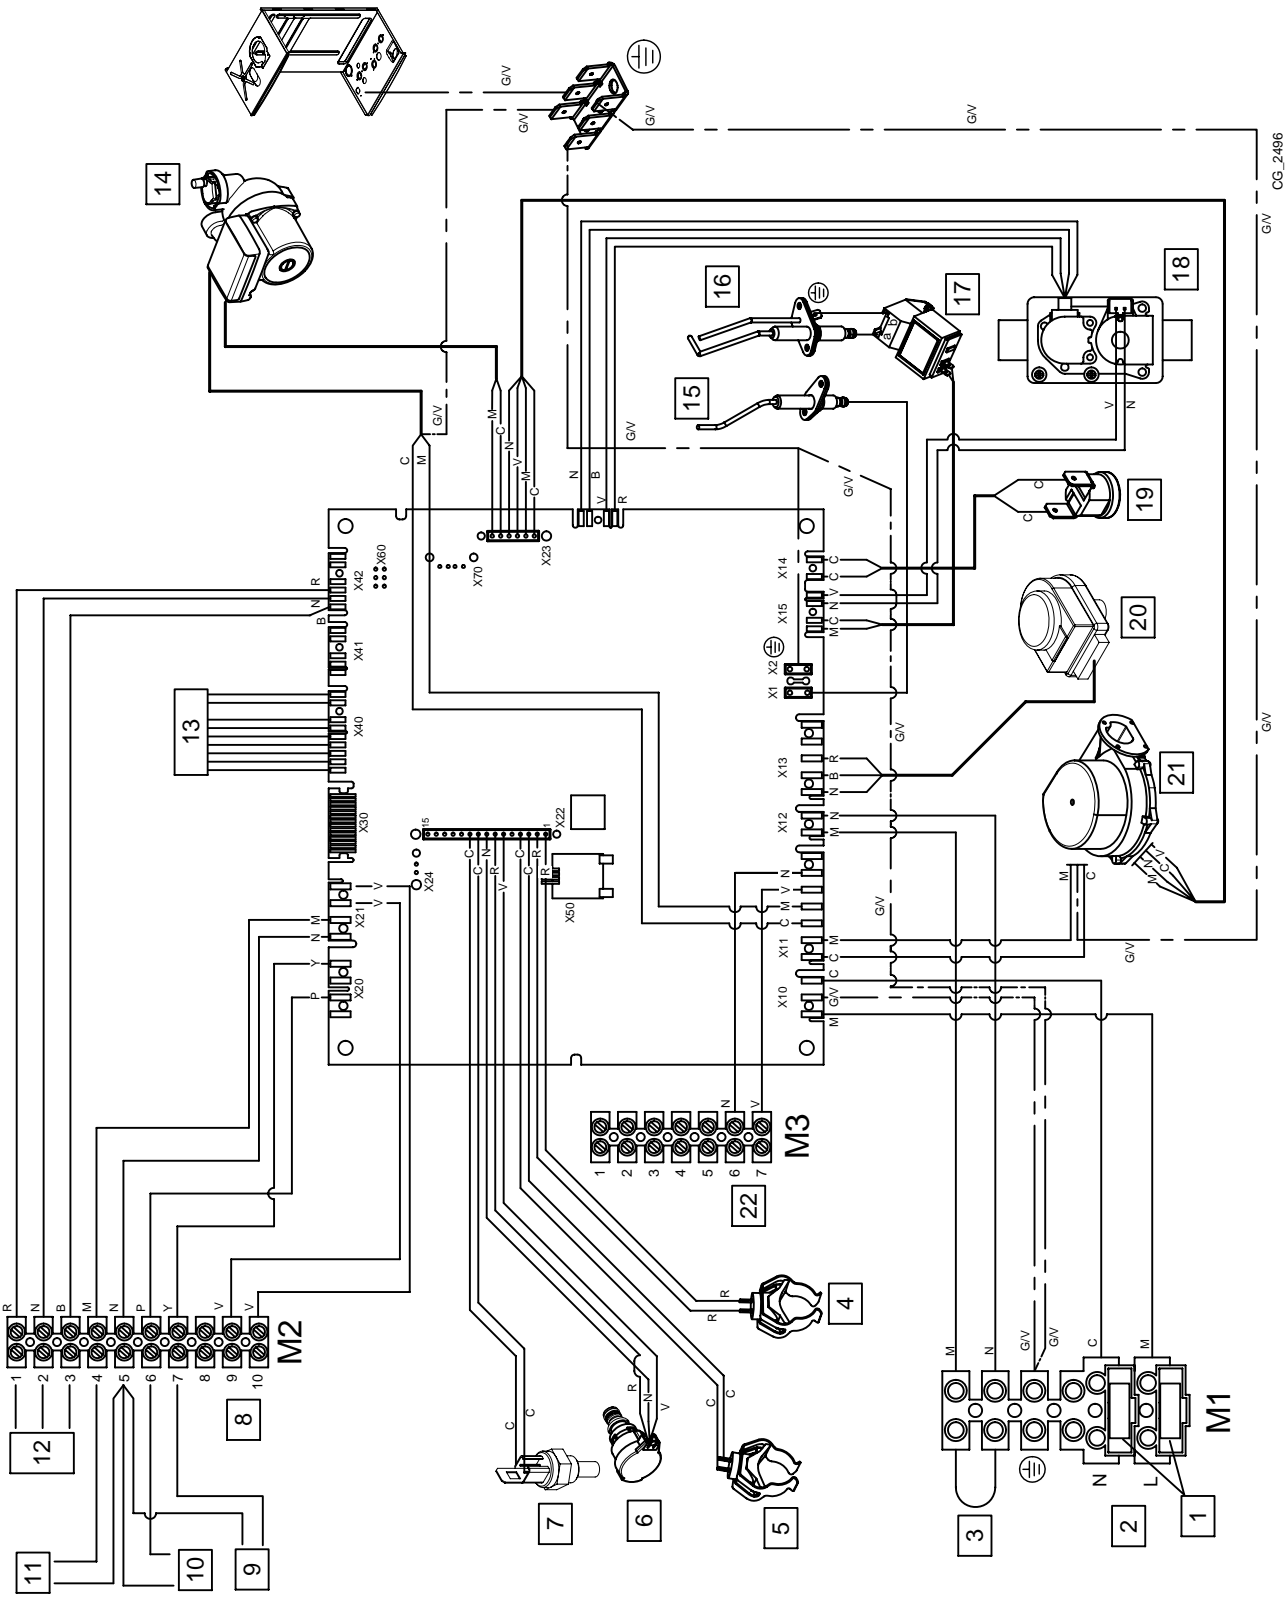 11
10
9
12
8
1
2
3
4
5
6
7
8
9
10
R
N
B
M
N
P
Y
V
V
M2
13
14
R
N
B
M
N
Y
P
V
V
X20
X21
X30
X40
X41
X42
X60
X70
X23
X24
15
X22
1
X50
C
C
N
R
V
C
C
R
R
M
C
N
V
M
C
C
M
G/V
G/V
G/V
G/V
G/V
G/V
N
B
V
R
7
C
C
6
R
N
V
5
C
C
4
R
R
22
1
2
3
4
5
6
7
N
V
M3
X10
X11
X12
X13
X1
X2
X15
X14
M
G/V
C
C
M
C
M
V
N
M
N
N
B
R
M
C
N
V
C
C
G/V
G/V
G/V
15
16
a
b
17
18
V
N
19
C
C
20
21
M
C
M
C
N
V
G/V
G/V
G/V
3
2
1
M
N
G/V
G/V
C
M
N
L
M1
CG_2496